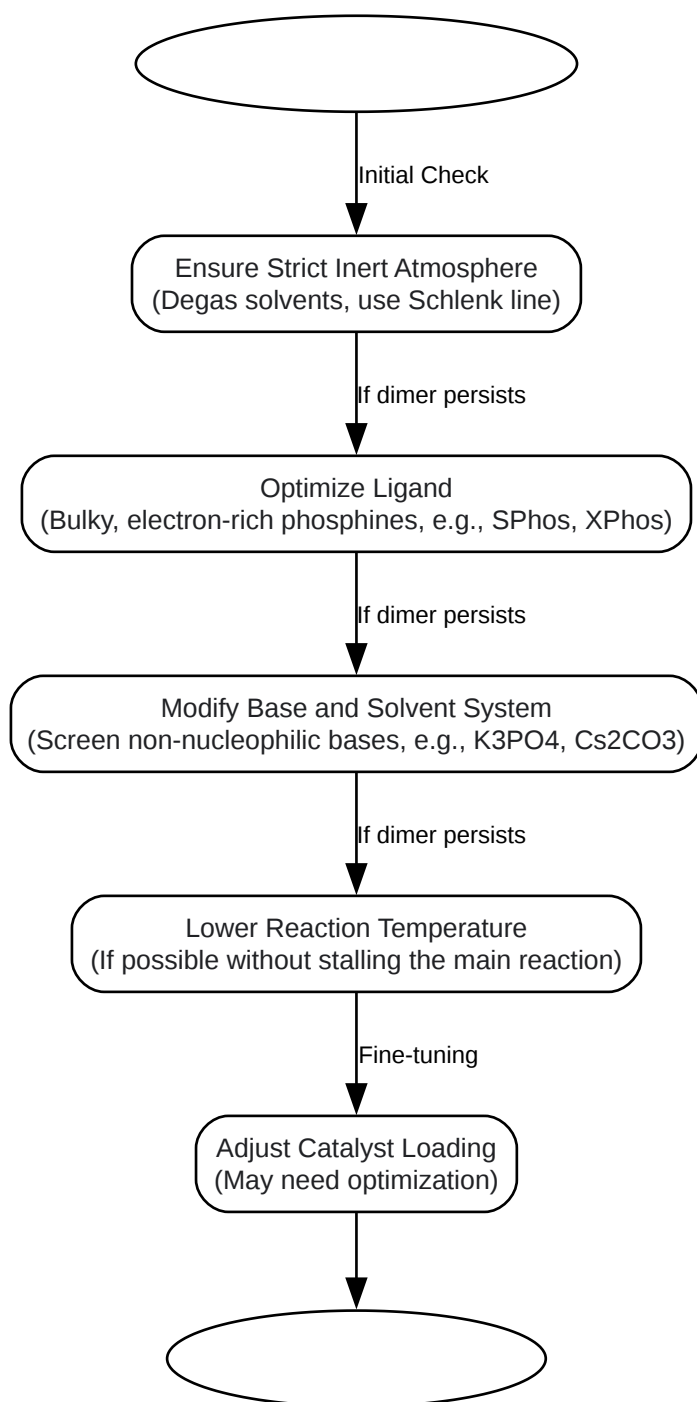 Initial Check
Ensure Strict Inert Atmosphere
(Degas solvents, use Schlenk line)
If dimer persists
Optimize Ligand
(Bulky, electron-rich phosphines, e.g., SPhos, XPhos)
If dimer persists
Modify Base and Solvent System
(Screen non-nucleophilic bases, e.g., K3PO4, Cs2CO3)
If dimer persists
Lower Reaction Temperature
(If possible without stalling the main reaction)
Fine-tuning
Adjust Catalyst Loading
(May need optimization)